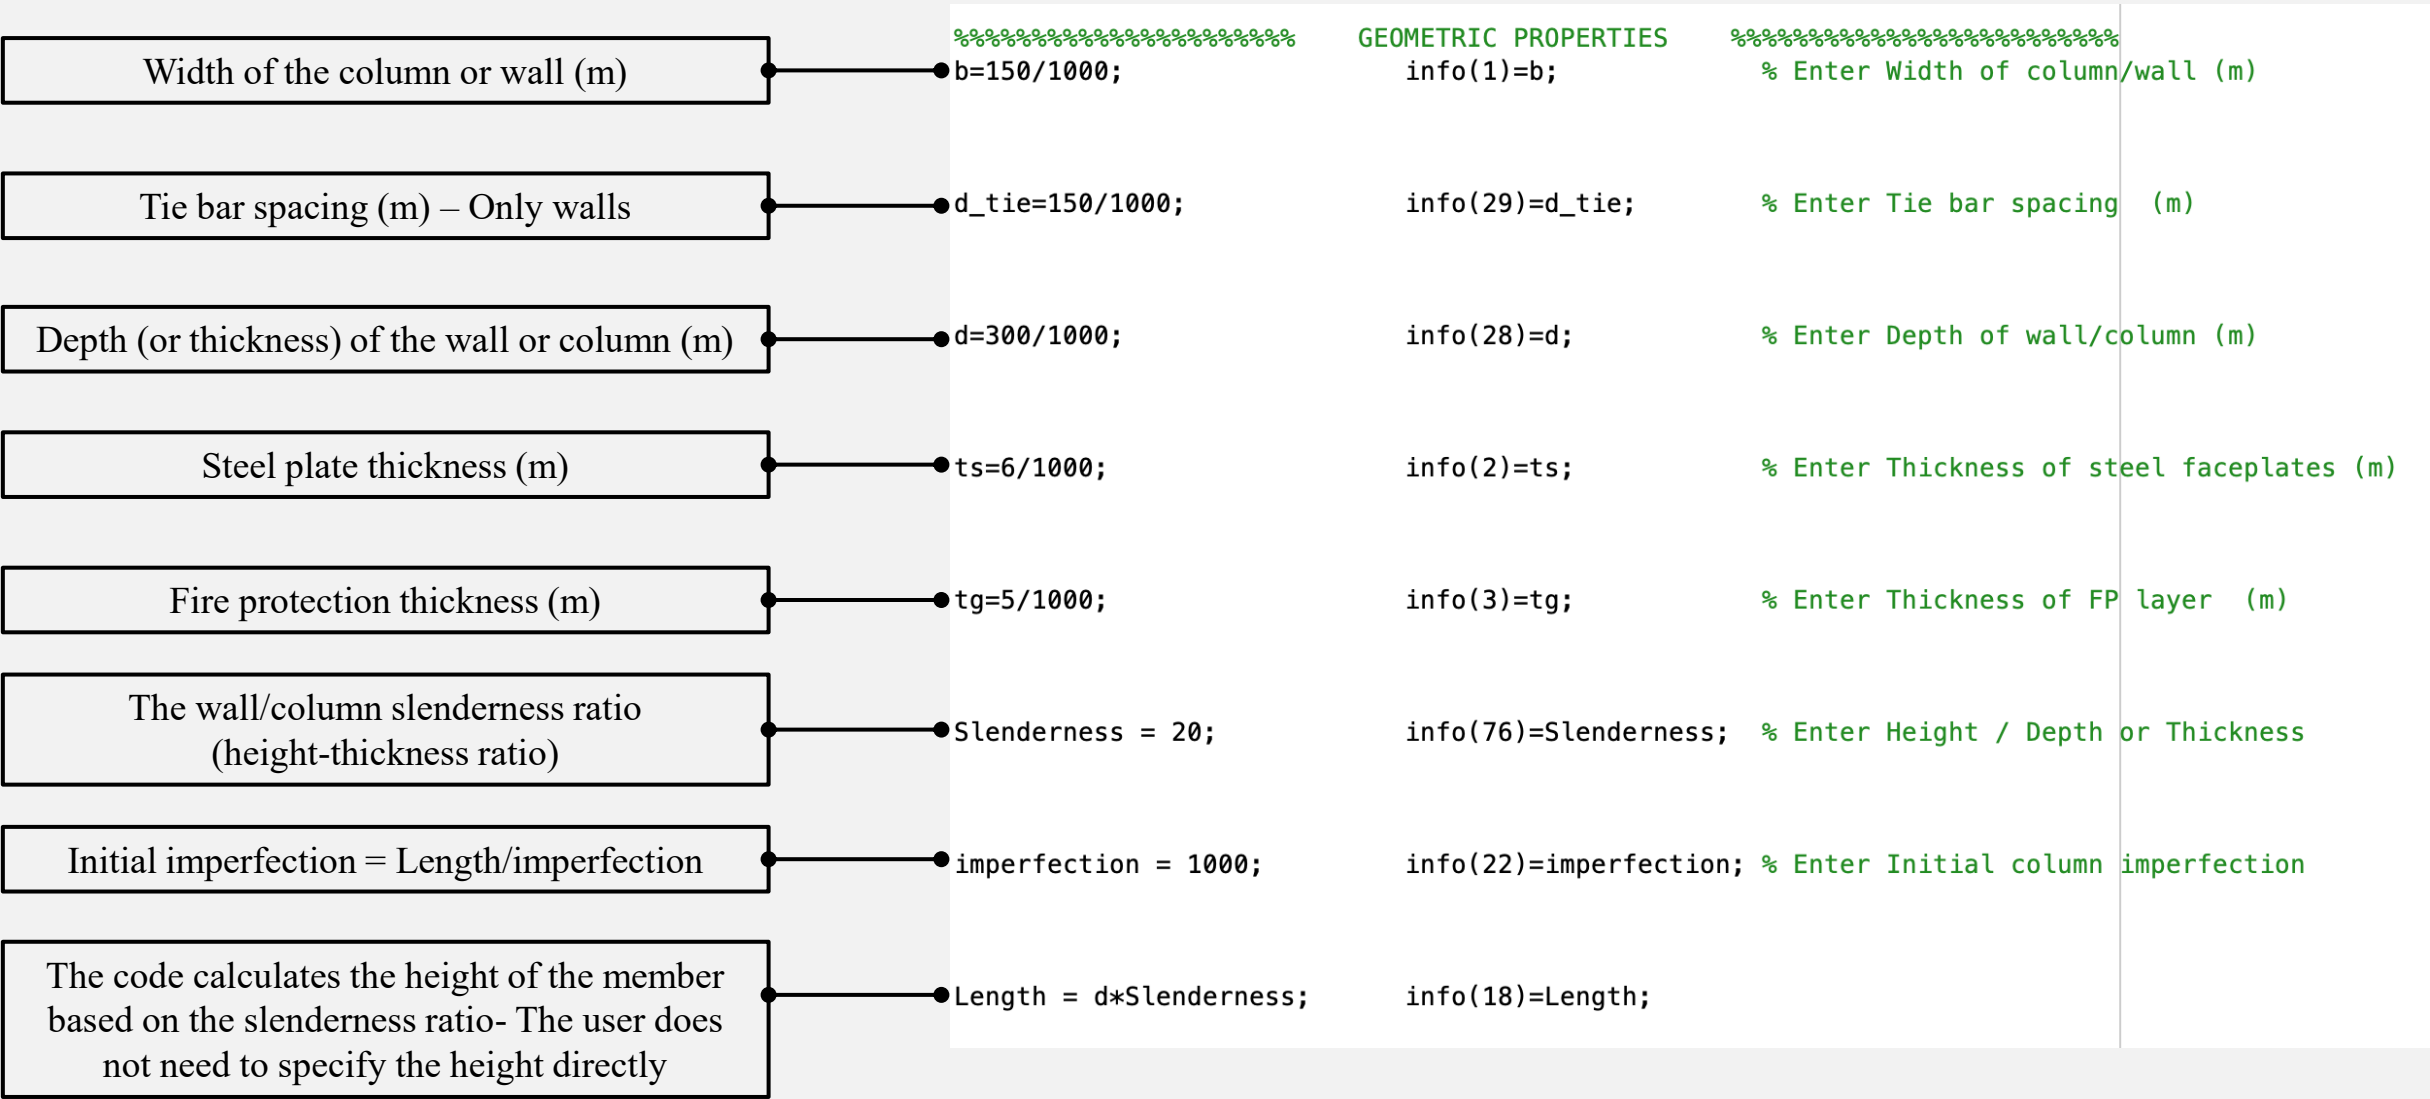 %%%%%%%%%%%%%%%%%%%%%% GEOMETRIC PROPERTIES %%%%%%%%%%%%%%%%%%%%%%%%%
Width of the column or wall (m)
b=150/1000; info(1)=b; % Enter Width of column/wall (m)
Tie bar spacing (m) – Only walls
d_tie=150/1000; info(29)=d_tie; % Enter Tie bar spacing (m)
Depth (or thickness) of the wall or column (m)
d=300/1000; info(28)=d; % Enter Depth of wall/column (m)
Steel plate thickness (m)
ts=6/1000; info(2)=ts; % Enter Thickness of steel faceplates (m)
Fire protection thickness (m)
tg=5/1000; info(3)=tg; % Enter Thickness of FP layer (m)
The wall/column slenderness ratio
(height-thickness ratio)
Slenderness = 20; info(76)=Slenderness; % Enter Height / Depth or Thickness
Initial imperfection = Length/imperfection
imperfection = 1000; info(22)=imperfection; % Enter Initial column imperfection
The code calculates the height of the member
based on the slenderness ratio- The user does
not need to specify the height directly
Length = d*Slenderness; info(18)=Length;